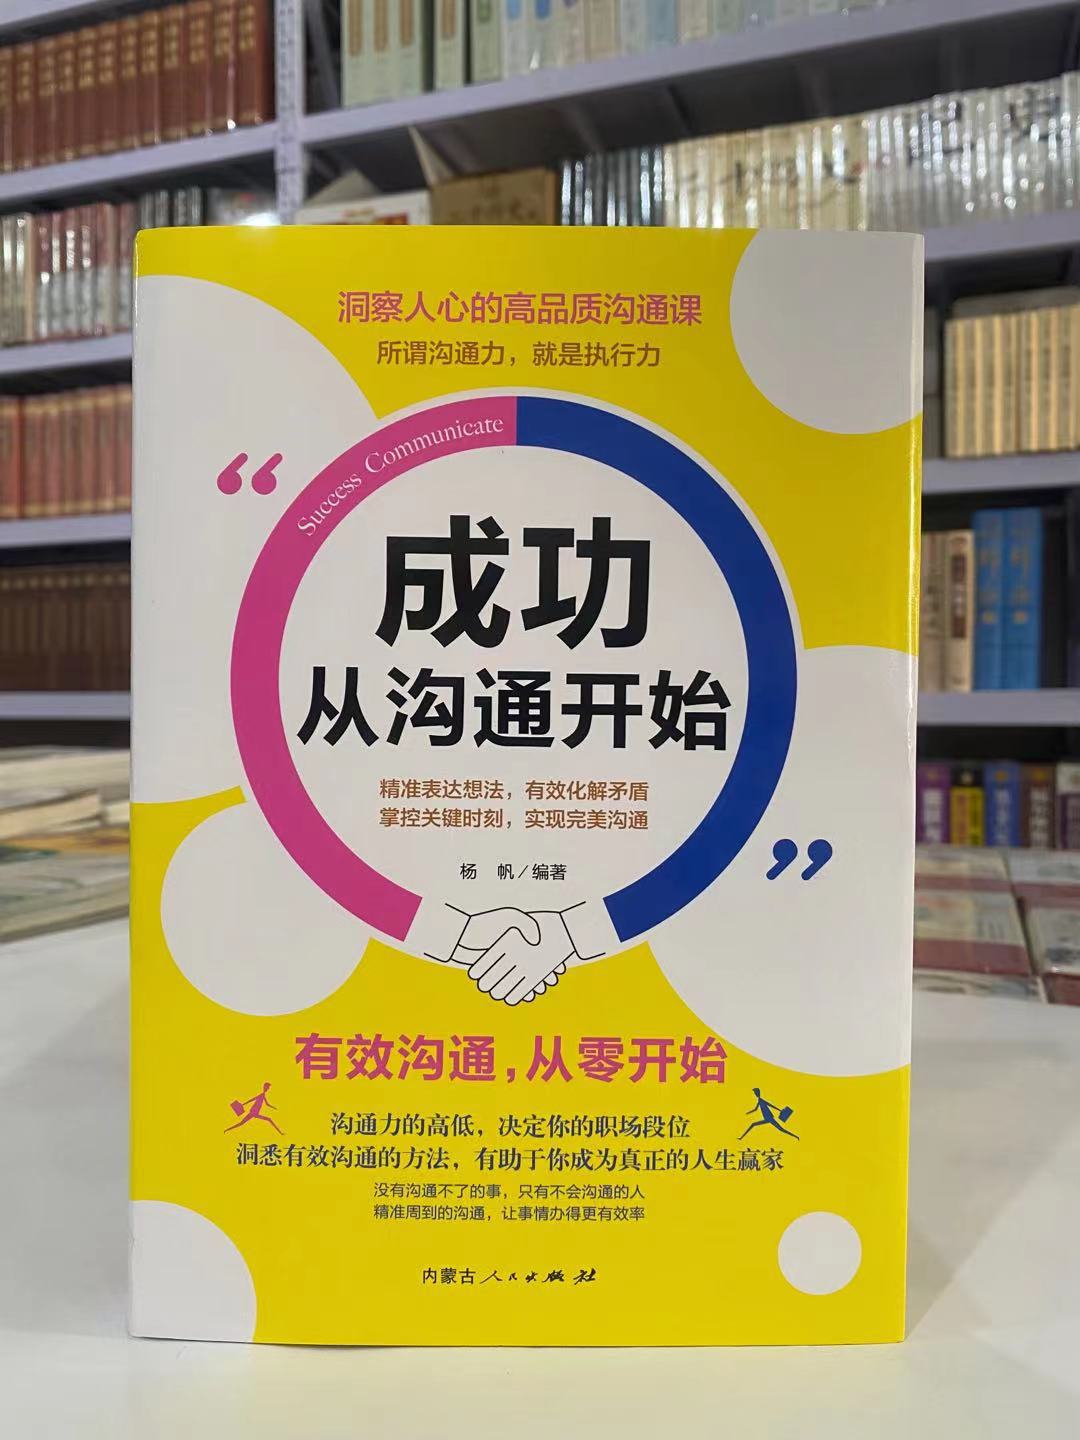 洞察人心的高品质沟通课
所谓沟通力，就是执行力
Success Communicate
“
成功
从沟通开始
精准表达想法，有效化解矛盾
掌控关键时刻，实现完美沟通
杨 帆/编著
”
有效沟通，从零开始
沟通力的高低，决定你的职场段位
洞悉有效沟通的方法，有助于你成为真正的人生赢家
没有沟通不了的事，只有不会沟通的人
精准周到的沟通，让事情办得更有效率
内蒙古人民出版社